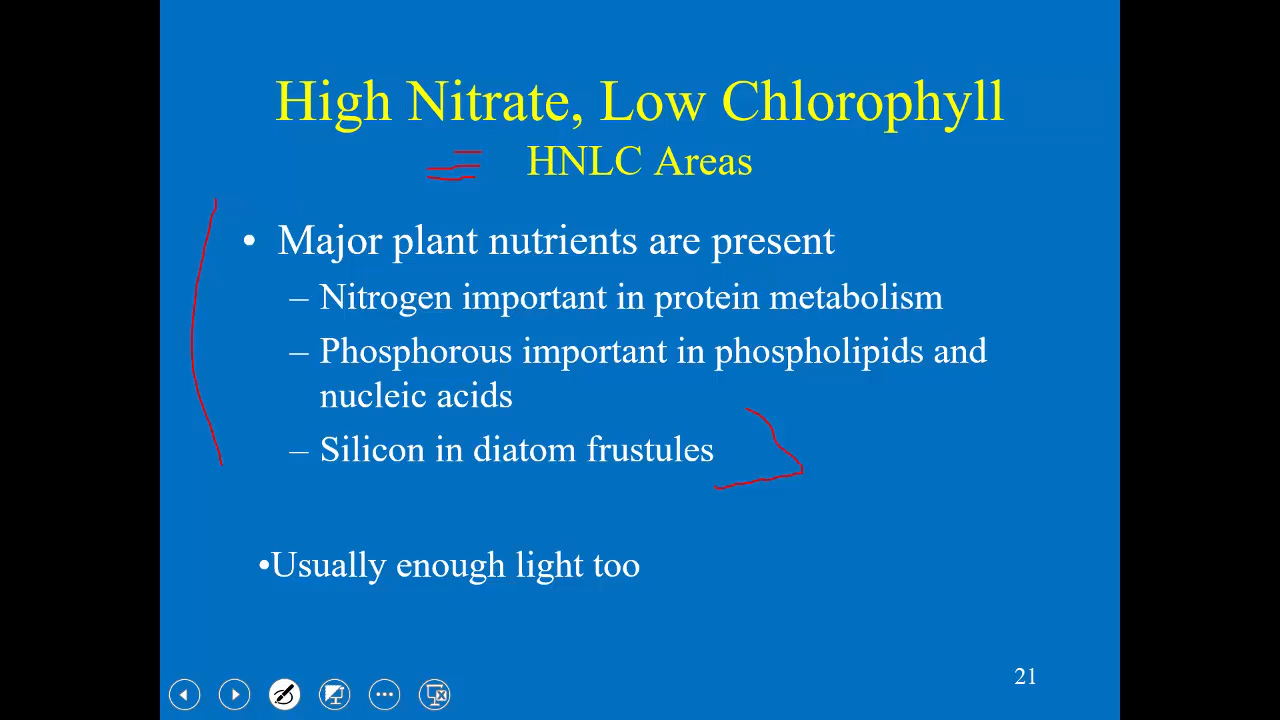 High Nitrate, Low Chlorophyll
HNLC Areas
• Major plant nutrients are present
– Nitrogen important in protein metabolism
– Phosphorous important in phospholipids and
nucleic acids
– Silicon in diatom frustules
•Usually enough light too
21